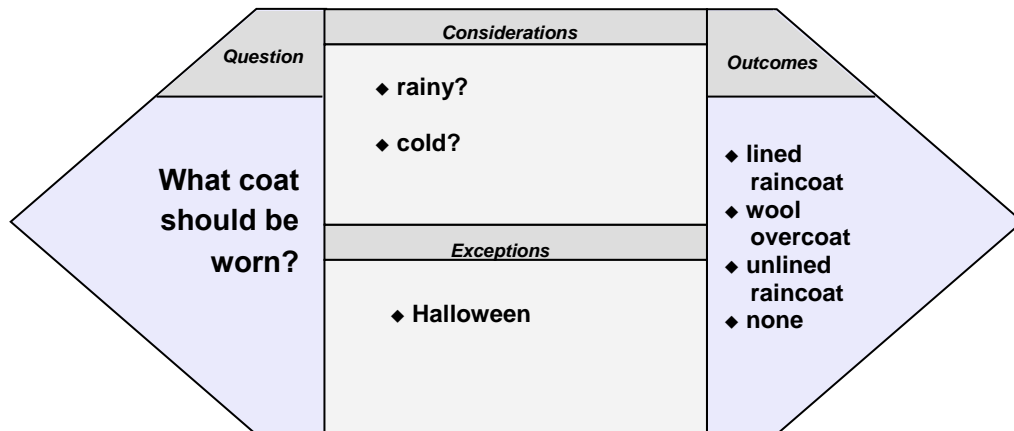 Question
What coat
should be
worn?
Considerations
◆ rainy?
◆ cold?
Exceptions
◆ Halloween
Outcomes
◆ lined
raincoat
◆ wool
overcoat
◆ unlined
raincoat
◆ none